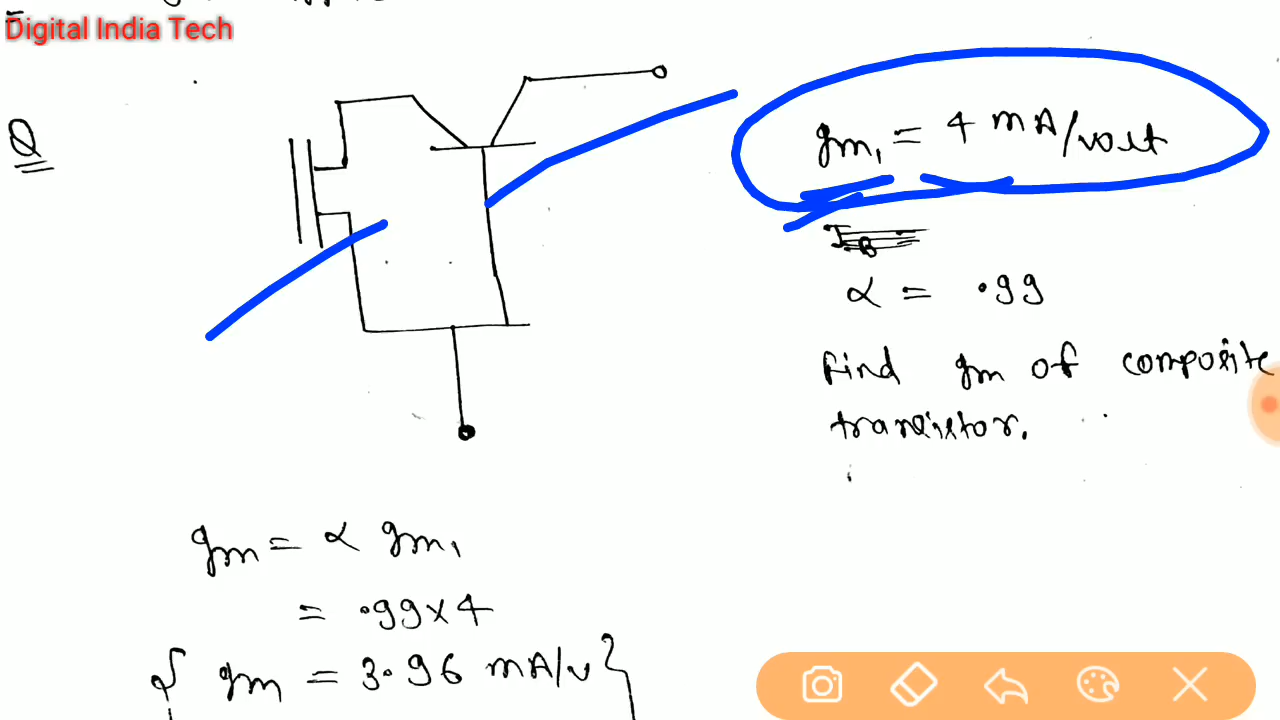 Digital India Tech
Q
gm₁ = 4 mA/volt
I_B =
α = .99
Find gm of composite
transistor.
gm = α gm₁
= .99×4
{ gm = 3.96 mA/v }